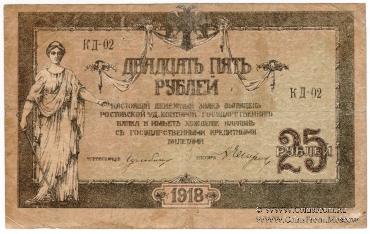 КД-02
ДВАДЦАТЬ ПЯТЬ
РУБЛЕЙ
КД-02
НАСТОЯЩИЙ ДЕНЕЖНЫЙ ЗНАКЪ ВЫПУЩЕНЪ
РОСТОВСКОЙ н/Д. КОНТОРОЙ ГОСУДАРСТВЕННАГО
БАНКА И ИМѢЕТЪ ХОЖДЕНІЕ НАРАВНѢ
СЪ ГОСУДАРСТВЕННЫМИ КРЕДИТНЫМИ
БИЛЕТАМИ
25
РУБЛЕЙ
1918